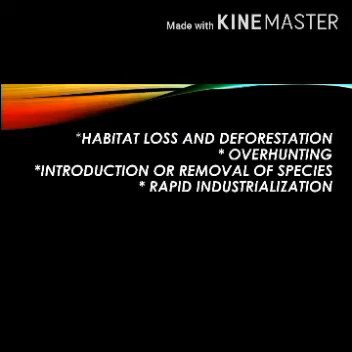 Made with KINEMASTER
*HABITAT LOSS AND DEFORESTATION
* OVERHUNTING
*INTRODUCTION OR REMOVAL OF SPECIES
* RAPID INDUSTRIALIZATION